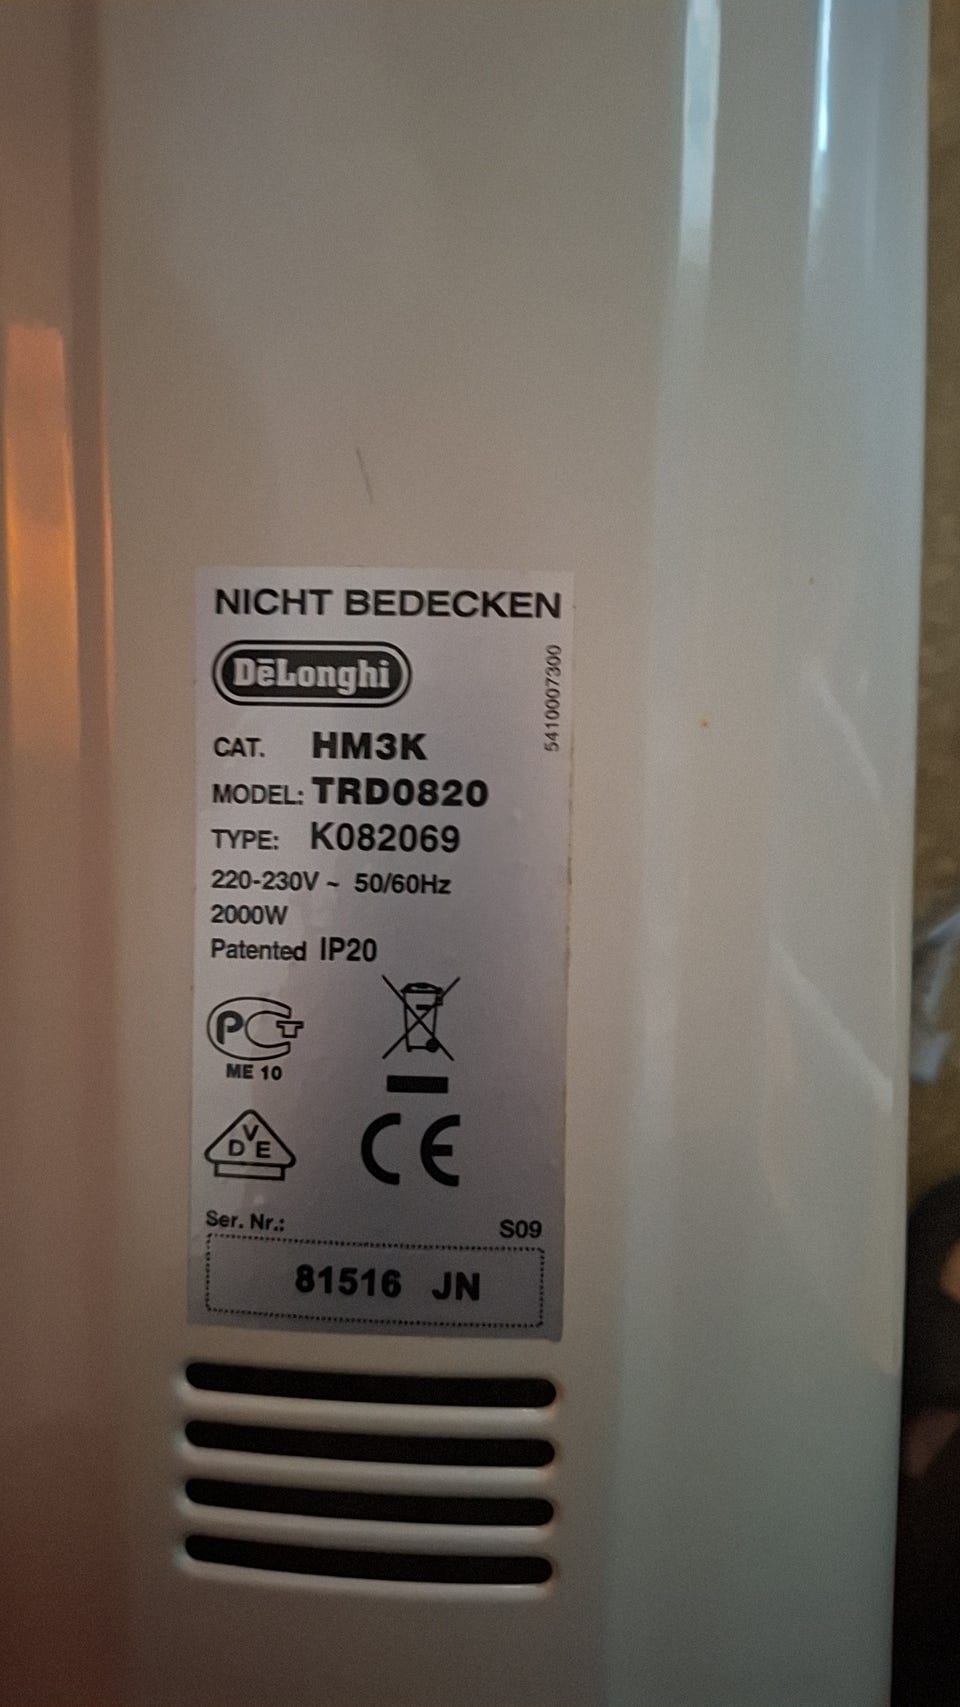 NICHT BEDECKEN
DēLonghi
5410007300
CAT. HM3K
MODEL: TRD0820
TYPE: K082069
220-230V ~ 50/60Hz
2000W
Patented IP20
PCT
ME 10
DVE
CE
Ser. Nr.: S09
81516 JN